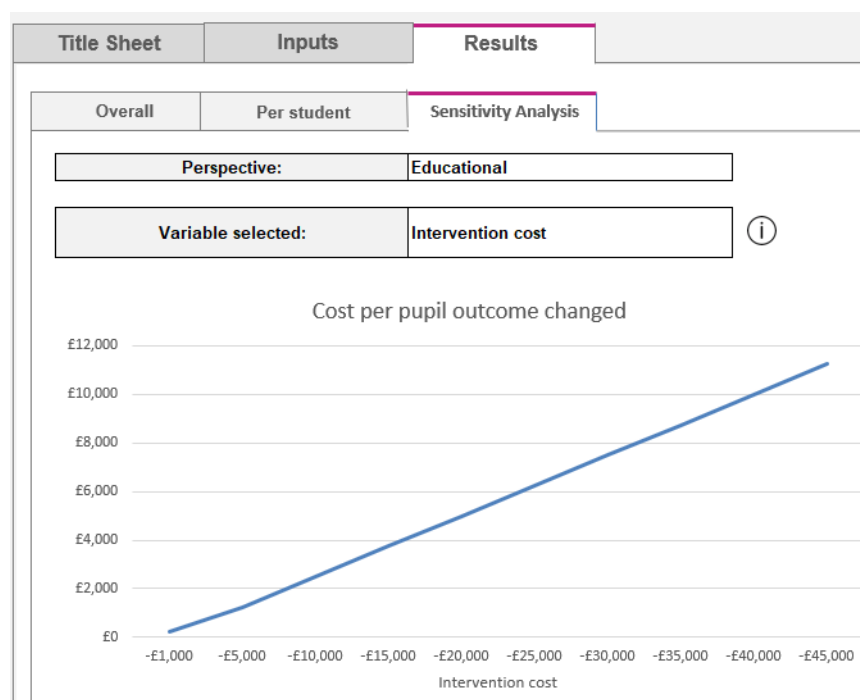 Title Sheet Inputs Results
Overall Per student Sensitivity Analysis
Perspective: Educational
Variable selected: Intervention cost i
Cost per pupil outcome changed
£12,000
£10,000
£8,000
£6,000
£4,000
£2,000
£0
-£1,000 -£5,000 -£10,000 -£15,000 -£20,000 -£25,000 -£30,000 -£35,000 -£40,000 -£45,000
Intervention cost